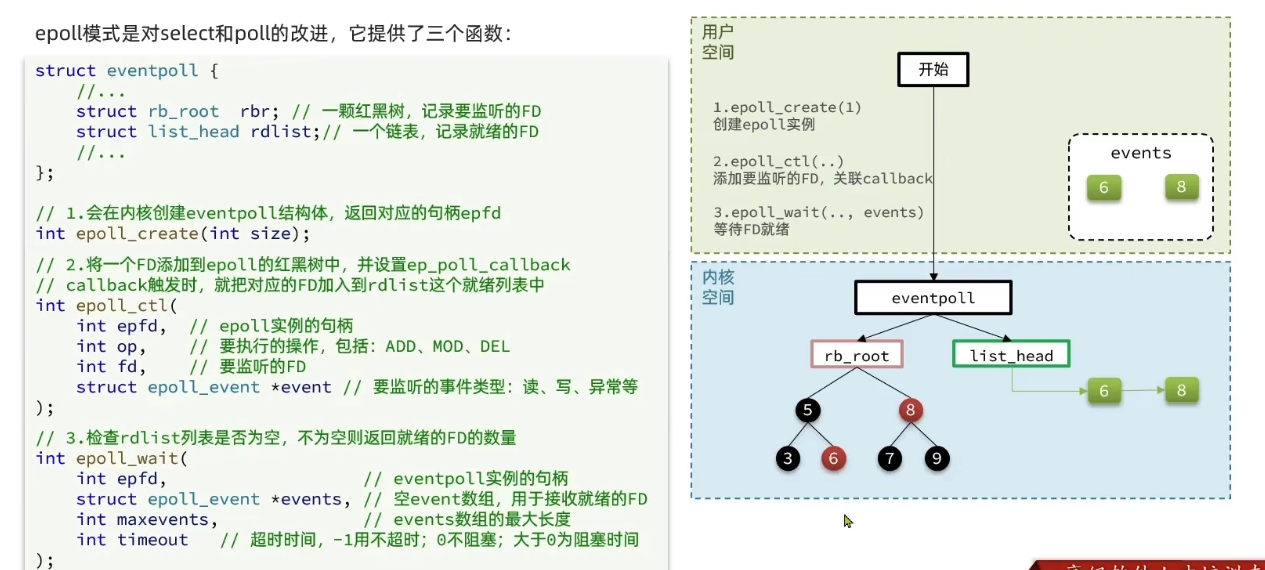 epoll模式是对select和poll的改进，它提供了三个函数：
struct eventpoll {
//...
struct rb_root  rbr; // 一颗红黑树，记录要监听的FD
struct list_head rdlist;// 一个链表，记录就绪的FD
//...
};
// 1.会在内核创建eventpoll结构体，返回对应的句柄epfd
int epoll_create(int size);
// 2.将一个FD添加到epoll的红黑树中，并设置ep_poll_callback
// callback触发时，就把对应的FD加入到rdlist这个就绪列表中
int epoll_ctl(
int epfd,  // epoll实例的句柄
int op,    // 要执行的操作，包括：ADD、MOD、DEL
int fd,    // 要监听的FD
struct epoll_event *event // 要监听的事件类型：读、写、异常等
);
// 3.检查rdlist列表是否为空，不为空则返回就绪的FD的数量
int epoll_wait(
int epfd,                   // eventpoll实例的句柄
struct epoll_event *events, // 空event数组，用于接收就绪的FD
int maxevents,              // events数组的最大长度
int timeout   // 超时时间，-1用不超时；0不阻塞；大于0为阻塞时间
);
用户
空间
开始
1.epoll_create(1)
创建epoll实例
2.epoll_ctl(..)
添加要监听的FD，关联callback
3.epoll_wait(.., events)
等待FD就绪
events
6 8
内核
空间
eventpoll
rb_root list_head
6 8
5 8
3 6 7 9